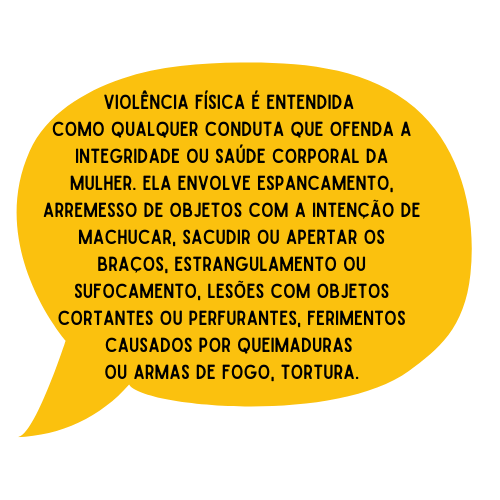 VIOLÊNCIA FÍSICA É ENTENDIDA
COMO QUALQUER CONDUTA QUE OFENDA A
INTEGRIDADE OU SAÚDE CORPORAL DA
MULHER. ELA ENVOLVE ESPANCAMENTO,
ARREMESSO DE OBJETOS COM A INTENÇÃO DE
MACHUCAR, SACUDIR OU APERTAR OS
BRAÇOS, ESTRANGULAMENTO OU
SUFOCAMENTO, LESÕES COM OBJETOS
CORTANTES OU PERFURANTES, FERIMENTOS
CAUSADOS POR QUEIMADURAS
OU ARMAS DE FOGO, TORTURA.